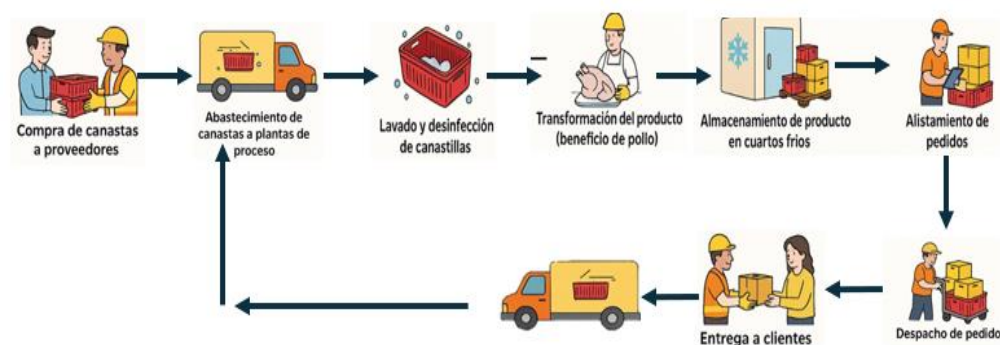 Compra de canastas
a proveedores
Abastecimiento de
canastas a plantas de
proceso
Lavado y desinfección
de canastillas
Transformación del producto
(beneficio de pollo)
Almacenamiento de producto
en cuartos frios
Alistamiento de
pedidos
Despacho de pedido
Entrega a clientes